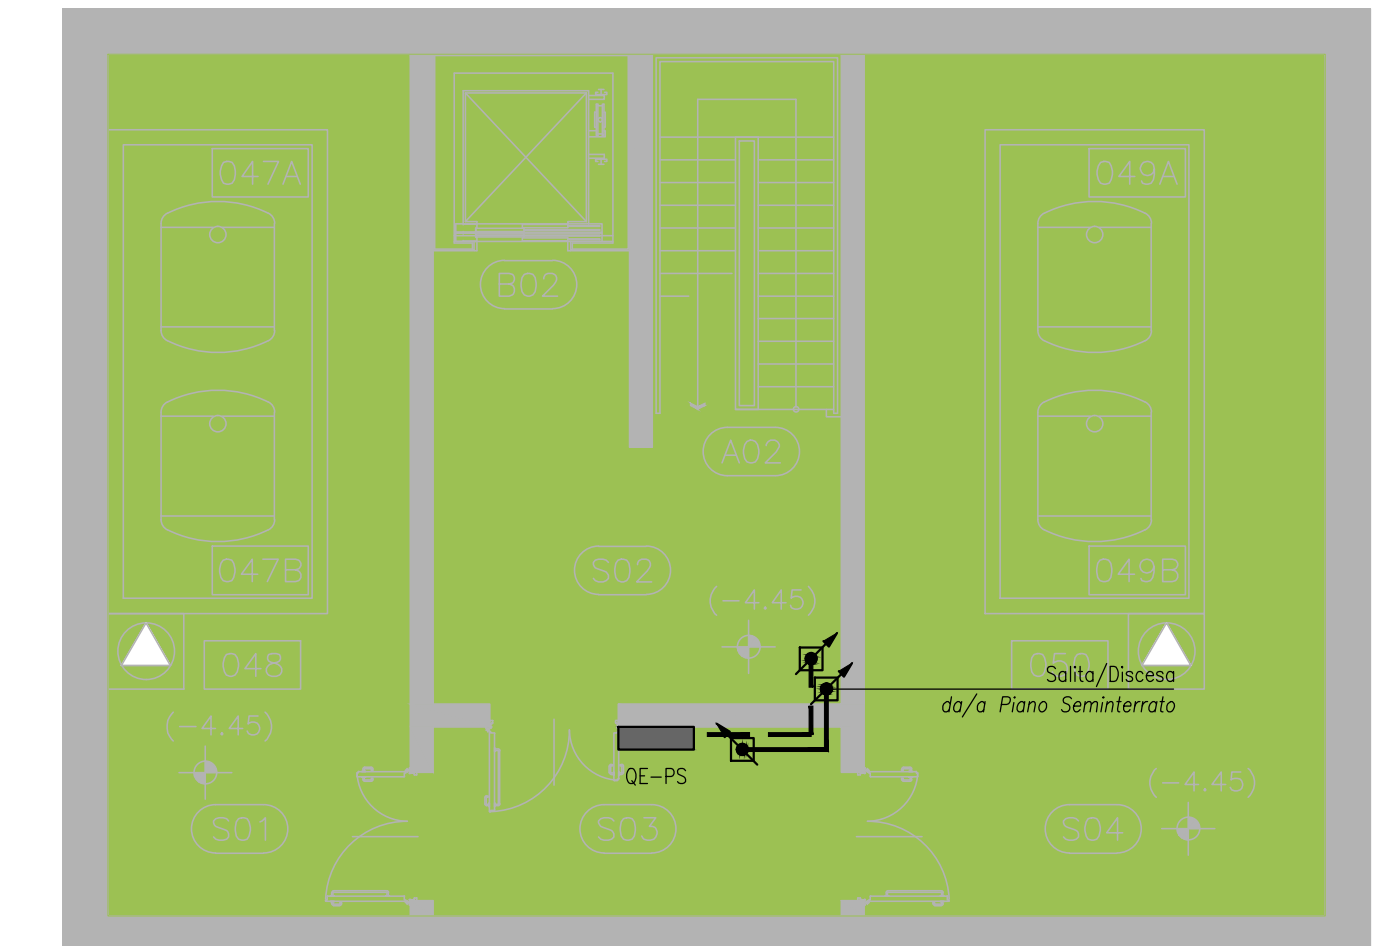 047A
049A
B02
A02
047B
S02
049B
(-4.45)
048
050
Salita/Discesa
da/a Piano Seminterrato
(-4.45)
QE-PS
(-4.45)
S01
S03
S04